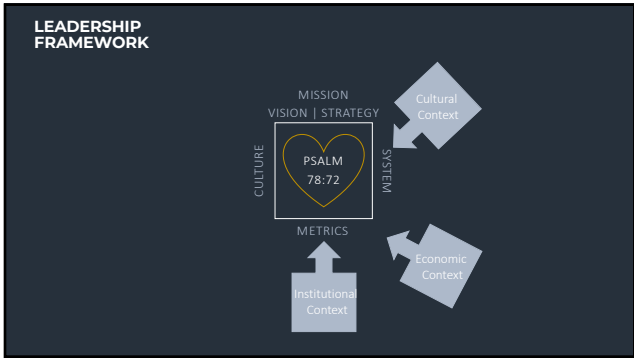 LEADERSHIP
FRAMEWORK
MISSION
VISION | STRATEGY
Cultural
Context
CULTURE
PSALM
78:72
SYSTEM
METRICS
Economic
Context
Institutional
Context